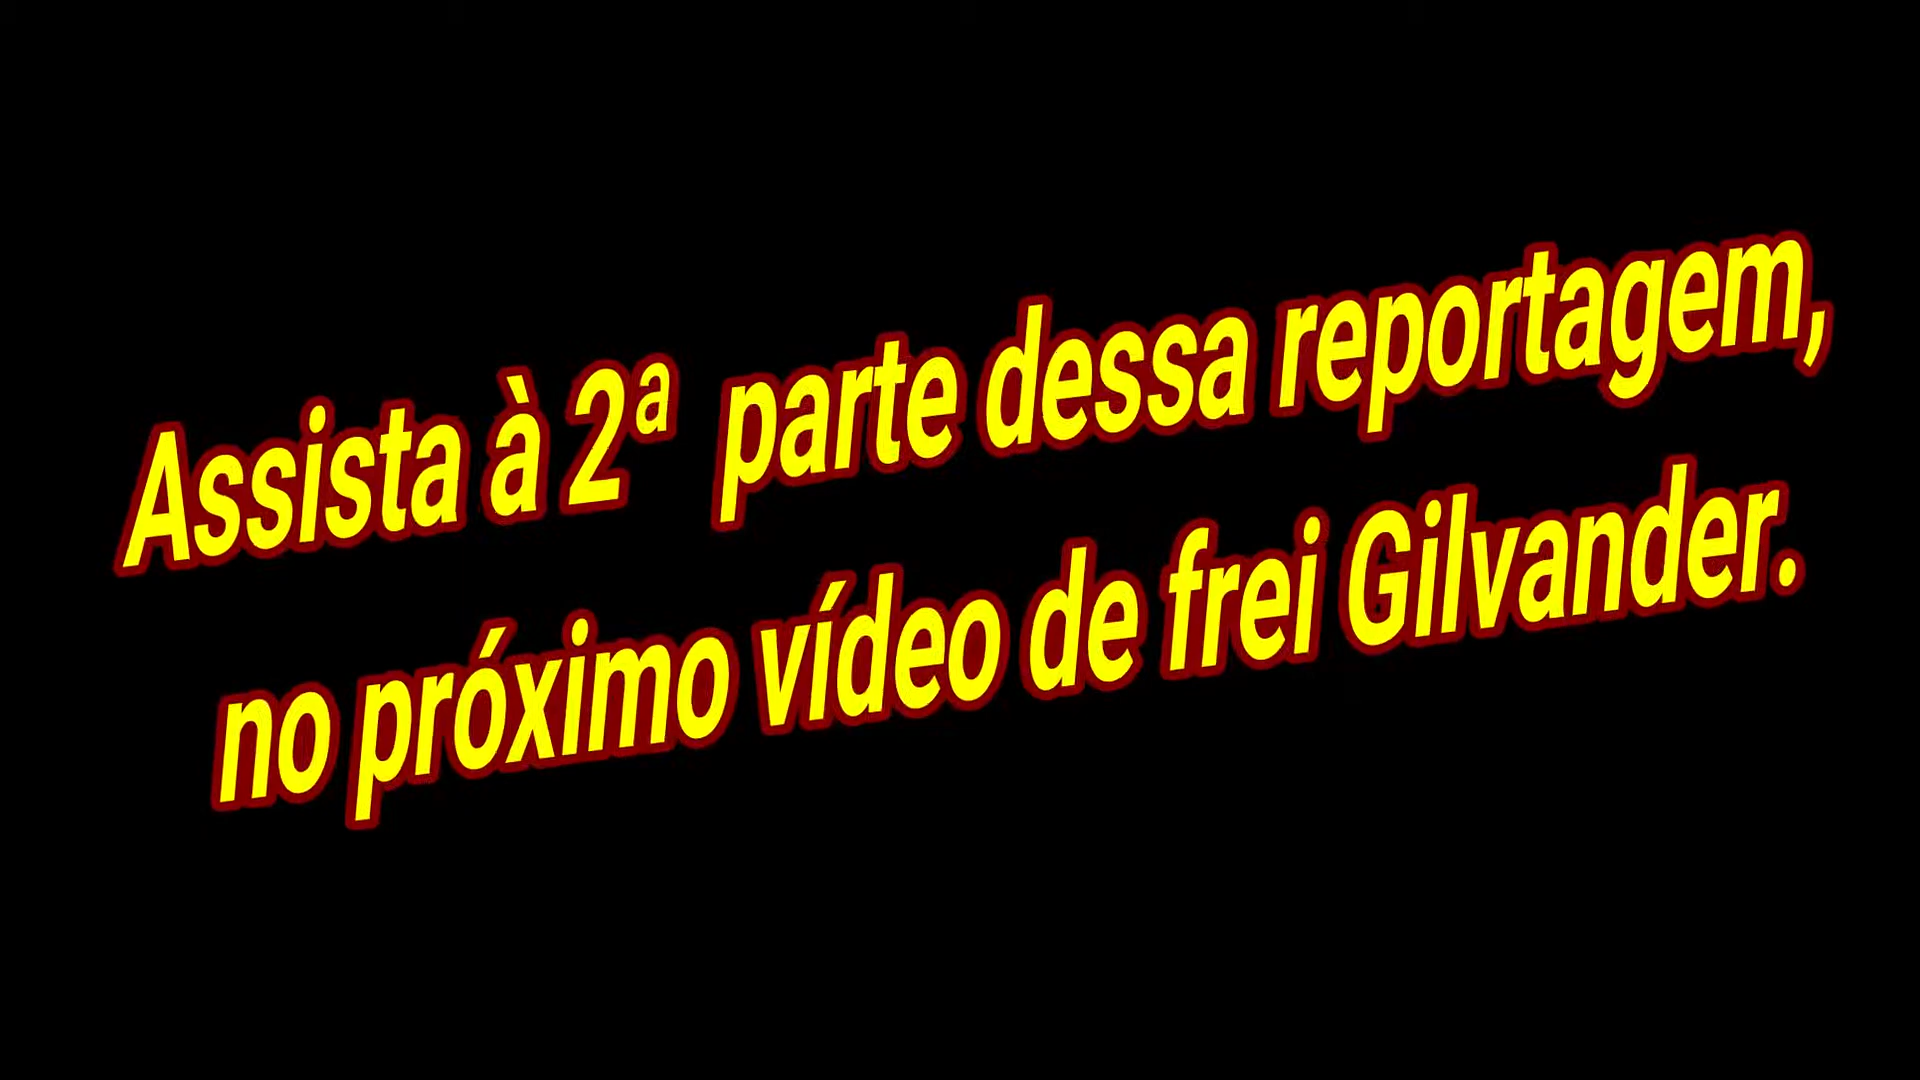 Assista à 2ª parte dessa reportagem,
no próximo vídeo de frei Gilvander.